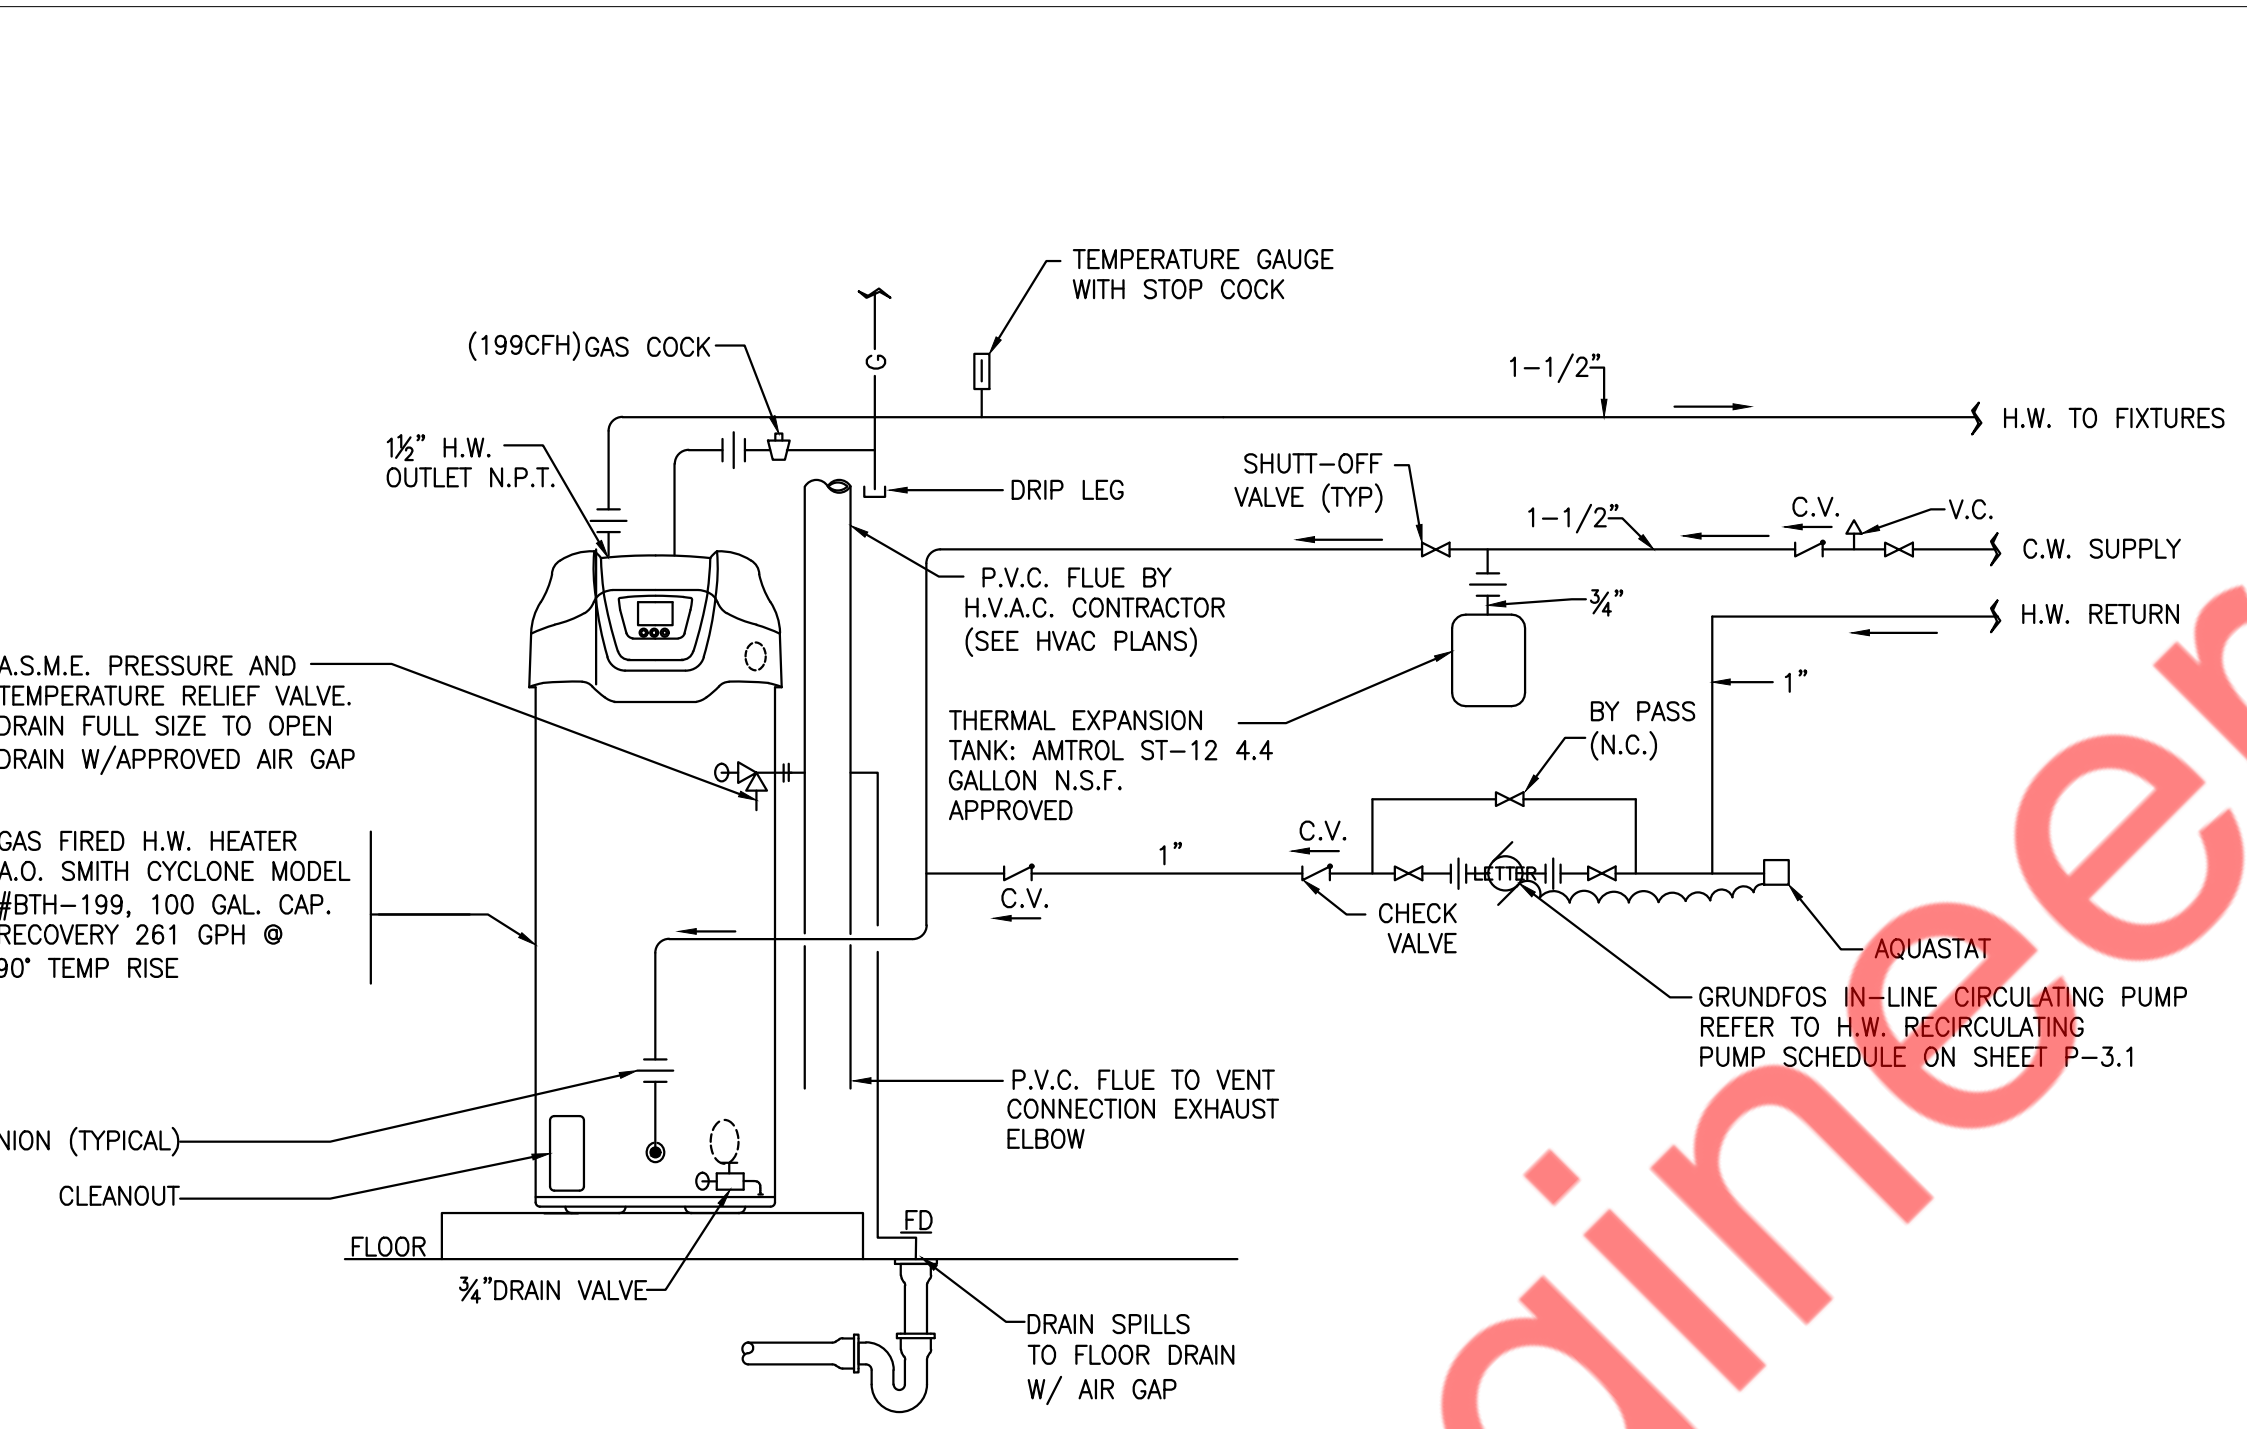 TEMPERATURE GAUGE
WITH STOP COCK
(199CFH)GAS COCK
G
1-1/2"
H.W. TO FIXTURES
1½" H.W.
OUTLET N.P.T.
DRIP LEG
SHUTT-OFF
VALVE (TYP)
1-1/2"
C.V.
V.C.
C.W. SUPPLY
P.V.C. FLUE BY
H.V.A.C. CONTRACTOR
(SEE HVAC PLANS)
¾"
H.W. RETURN
A.S.M.E. PRESSURE AND
TEMPERATURE RELIEF VALVE.
DRAIN FULL SIZE TO OPEN
DRAIN W/APPROVED AIR GAP
1"
THERMAL EXPANSION
TANK: AMTROL ST-12 4.4
GALLON N.S.F.
APPROVED
BY PASS
(N.C.)
GAS FIRED H.W. HEATER
A.O. SMITH CYCLONE MODEL
#BTH-199, 100 GAL. CAP.
RECOVERY 261 GPH @
90° TEMP RISE
C.V.
1"
LETTER
C.V.
CHECK
VALVE
AQUASTAT
GRUNDFOS IN-LINE CIRCULATING PUMP
REFER TO H.W. RECIRCULATING
PUMP SCHEDULE ON SHEET P-3.1
P.V.C. FLUE TO VENT
CONNECTION EXHAUST
ELBOW
NION (TYPICAL)
CLEANOUT
FD
FLOOR
¾"DRAIN VALVE
DRAIN SPILLS
TO FLOOR DRAIN
W/ AIR GAP
gineer